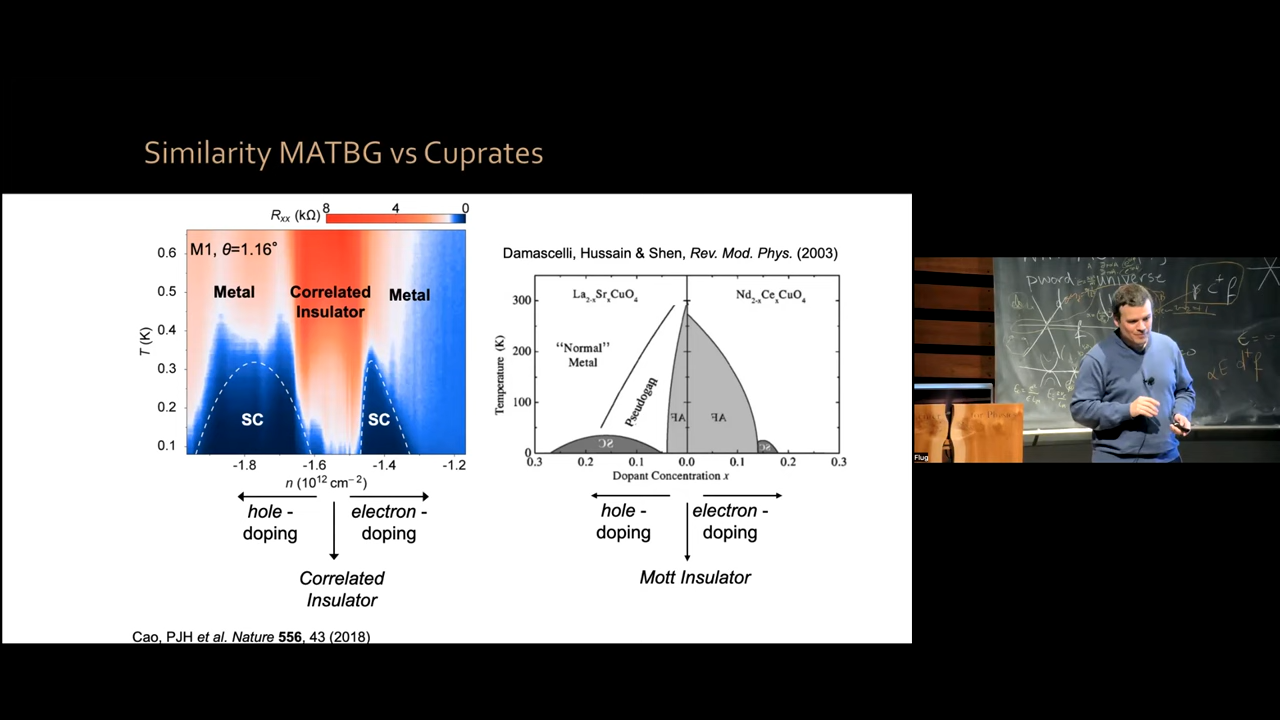 Similarity MATBG vs Cuprates
Rxx (kΩ)
8 4 0
M1, θ=1.16°
Metal
Correlated
Insulator
Metal
SC
SC
T (K)
0.6
0.5
0.4
0.3
0.2
0.1
-1.8 -1.6 -1.4 -1.2
n (10¹² cm⁻²)
hole -
doping
electron -
doping
Correlated
Insulator
Cao, PJH et al. Nature 556, 43 (2018)
Damascelli, Hussain & Shen, Rev. Mod. Phys. (2003)
La2-xSrxCuO4
Nd2-xCexCuO4
"Normal"
Metal
Pseudogap
AF
AF
SC
SC
Temperature (K)
300
200
100
0
0.3 0.2 0.1 0.0 0.1 0.2 0.3
Dopant Concentration x
hole -
doping
electron -
doping
Mott Insulator
pword
universe
Flug